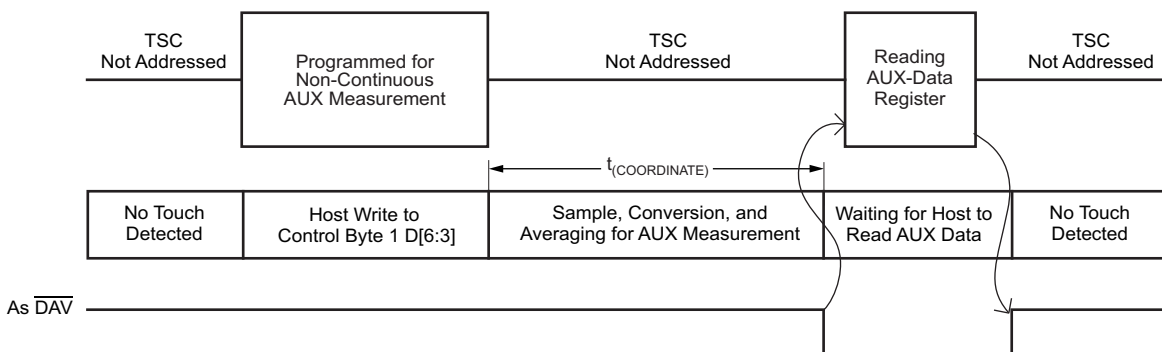 TSC
Not Addressed
Programmed for
Non-Continuous
AUX Measurement
TSC
Not Addressed
Reading
AUX-Data
Register
TSC
Not Addressed
t(COORDINATE)
No Touch
Detected
Host Write to
Control Byte 1 D[6:3]
Sample, Conversion, and
Averaging for AUX Measurement
Waiting for Host to
Read AUX Data
No Touch
Detected
As DAV